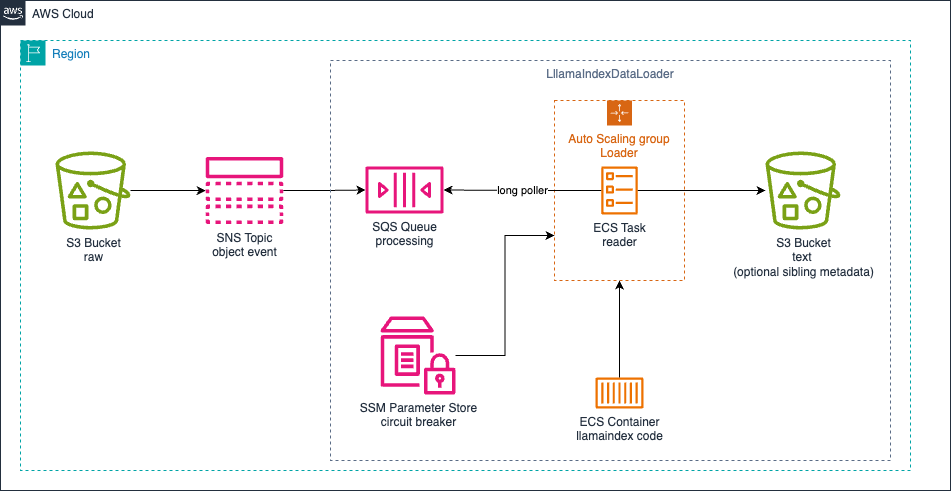 aws
AWS Cloud
Region
LllamaIndexDataLoader
Auto Scaling group
Loader
long poller
S3 Bucket
raw
SNS Topic
object event
SQS Queue
processing
ECS Task
reader
S3 Bucket
text
(optional sibling metadata)
SSM Parameter Store
circuit breaker
ECS Container
llamaindex code